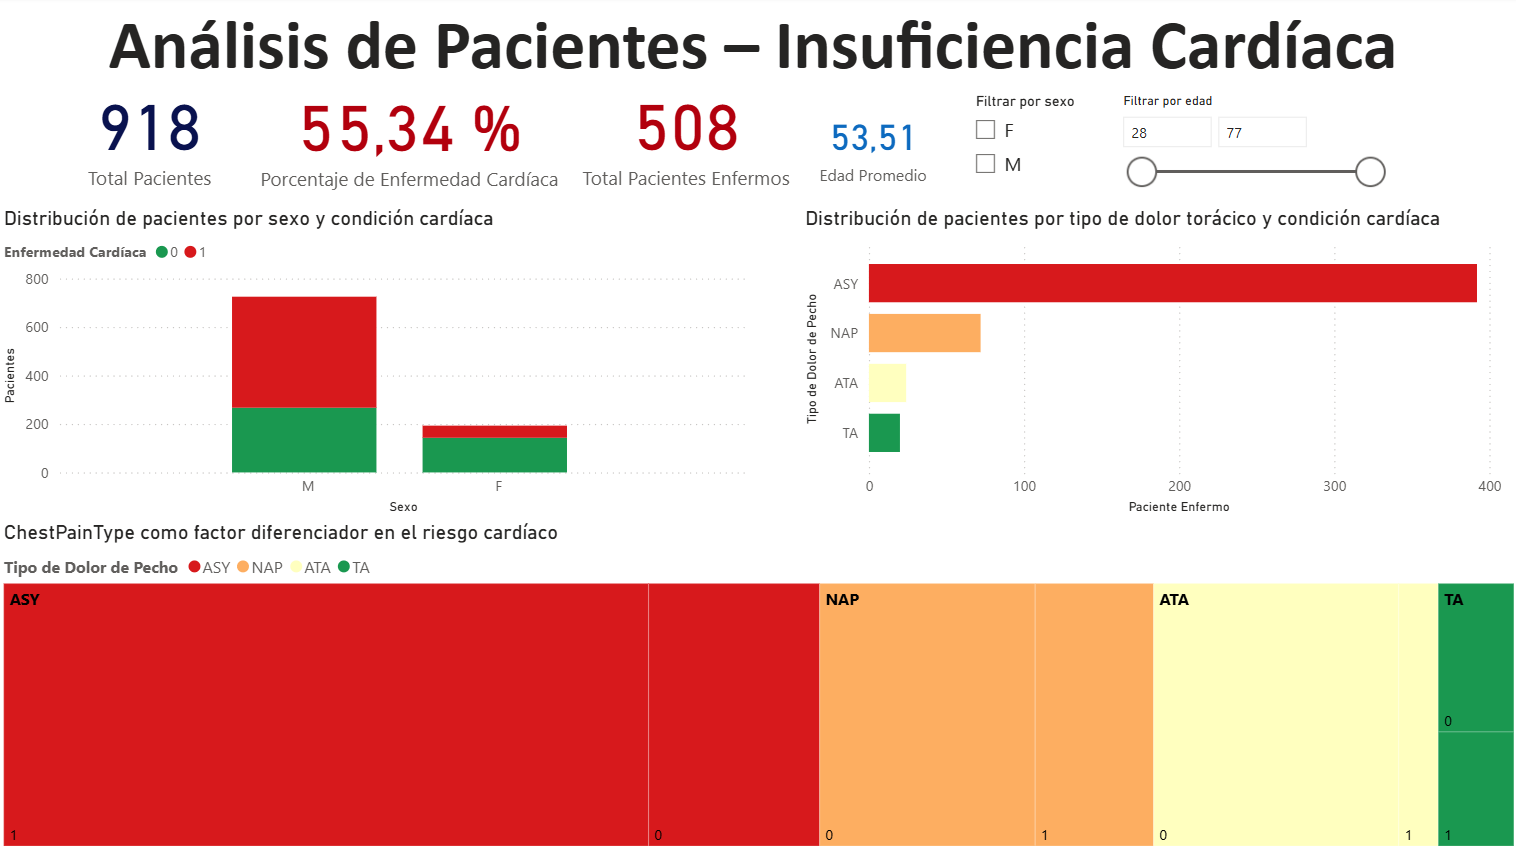 Análisis de Pacientes – Insuficiencia Cardíaca
918
Total Pacientes
55,34 %
Porcentaje de Enfermedad Cardíaca
508
Total Pacientes Enfermos
53,51
Edad Promedio
Filtrar por sexo
F
M
Filtrar por edad
28
77
Distribución de pacientes por sexo y condición cardíaca
Enfermedad Cardíaca 0 1
Pacientes
800
600
400
200
0
M F
Sexo
Distribución de pacientes por tipo de dolor torácico y condición cardíaca
Tipo de Dolor de Pecho
ASY
NAP
ATA
TA
0 100 200 300 400
Paciente Enfermo
ChestPainType como factor diferenciador en el riesgo cardíaco
Tipo de Dolor de Pecho ASY NAP ATA TA
ASY NAP ATA TA
0
1 0 0 1 0 1 1